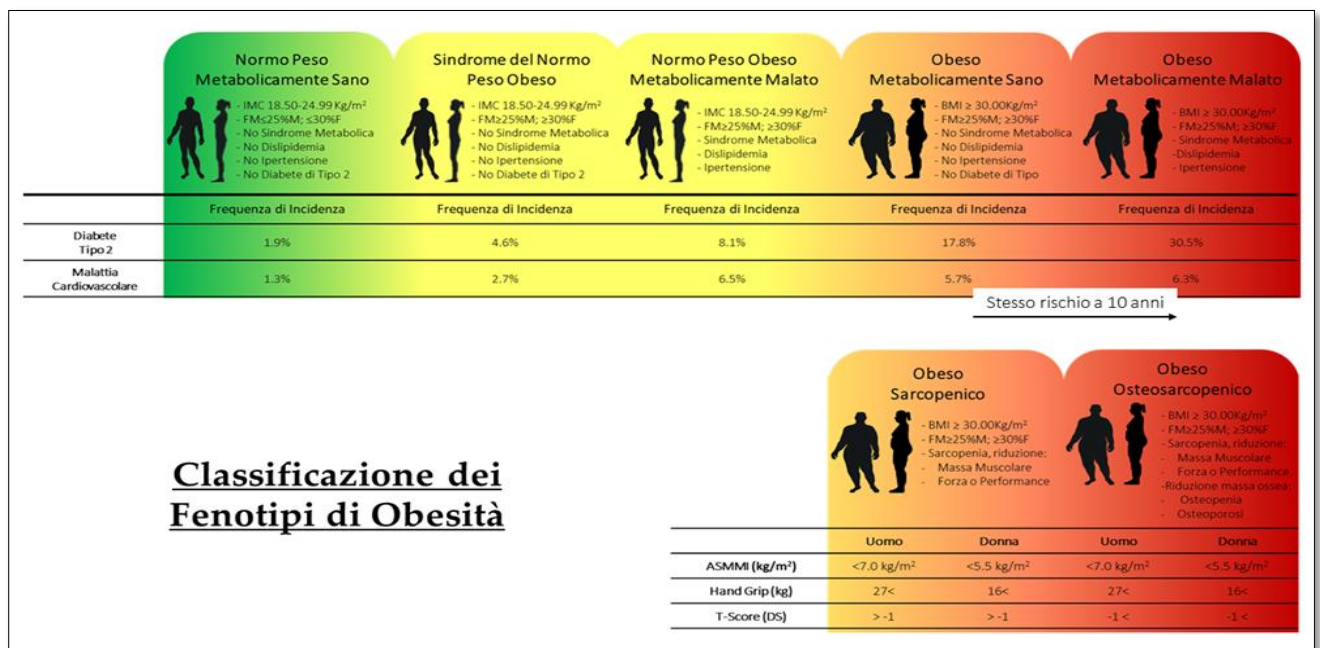 Normo Peso
Metabolicamente Sano
- IMC 18.50-24.99 Kg/m²
- FM≤25%M; ≤30%F
- No Sindrome Metabolica
- No Dislipidemia
- No Ipertensione
- No Diabete di Tipo 2
Sindrome del Normo
Peso Obeso
- IMC 18.50-24.99 Kg/m²
- FM≥25%M; ≥30%F
- No Sindrome Metabolica
- No Dislipidemia
- No Ipertensione
- No Diabete di Tipo 2
Normo Peso Obeso
Metabolicamente Malato
- IMC 18.50-24.99 Kg/m²
- FM≥25%M; ≥30%F
- Sindrome Metabolica
- Dislipidemia
- Ipertensione
Obeso
Metabolicamente Sano
- BMI ≥ 30.00Kg/m²
- FM≥25%M; ≥30%F
- No Sindrome Metabolica
- No Dislipidemia
- No Ipertensione
- No Diabete di Tipo
Obeso
Metabolicamente Malato
- BMI ≥ 30.00Kg/m²
- FM≥25%M; ≥30%F
- Sindrome Metabolica
-Dislipidemia
- Ipertensione
Frequenza di Incidenza Frequenza di Incidenza Frequenza di Incidenza Frequenza di Incidenza Frequenza di Incidenza
Diabete
Tipo 2
1.9% 4.6% 8.1% 17.8% 30.5%
Malattia
Cardiovascolare
1.3% 2.7% 6.5% 5.7% 6.3%
Stesso rischio a 10 anni
Classificazione dei
Fenotipi di Obesità
Obeso
Sarcopenico
- BMI ≥ 30.00Kg/m²
- FM≥25%M; ≥30%F
- Sarcopenia, riduzione:
- Massa Muscolare
- Forza o Performance
Obeso
Osteosarcopenico
- BMI ≥ 30.00Kg/m²
- FM≥25%M; ≥30%F
- Sarcopenia, riduzione:
- Massa Muscolare
- Forza o Performance
-Riduzione massa ossea:
- Osteopenia
- Osteoporosi
Uomo Donna Uomo Donna
ASMMI (kg/m²) <7.0 kg/m² <5.5 kg/m² <7.0 kg/m² <5.5 kg/m²
Hand Grip (kg) 27< 16< 27< 16<
T-Score (DS) > -1 > -1 -1 < -1 <